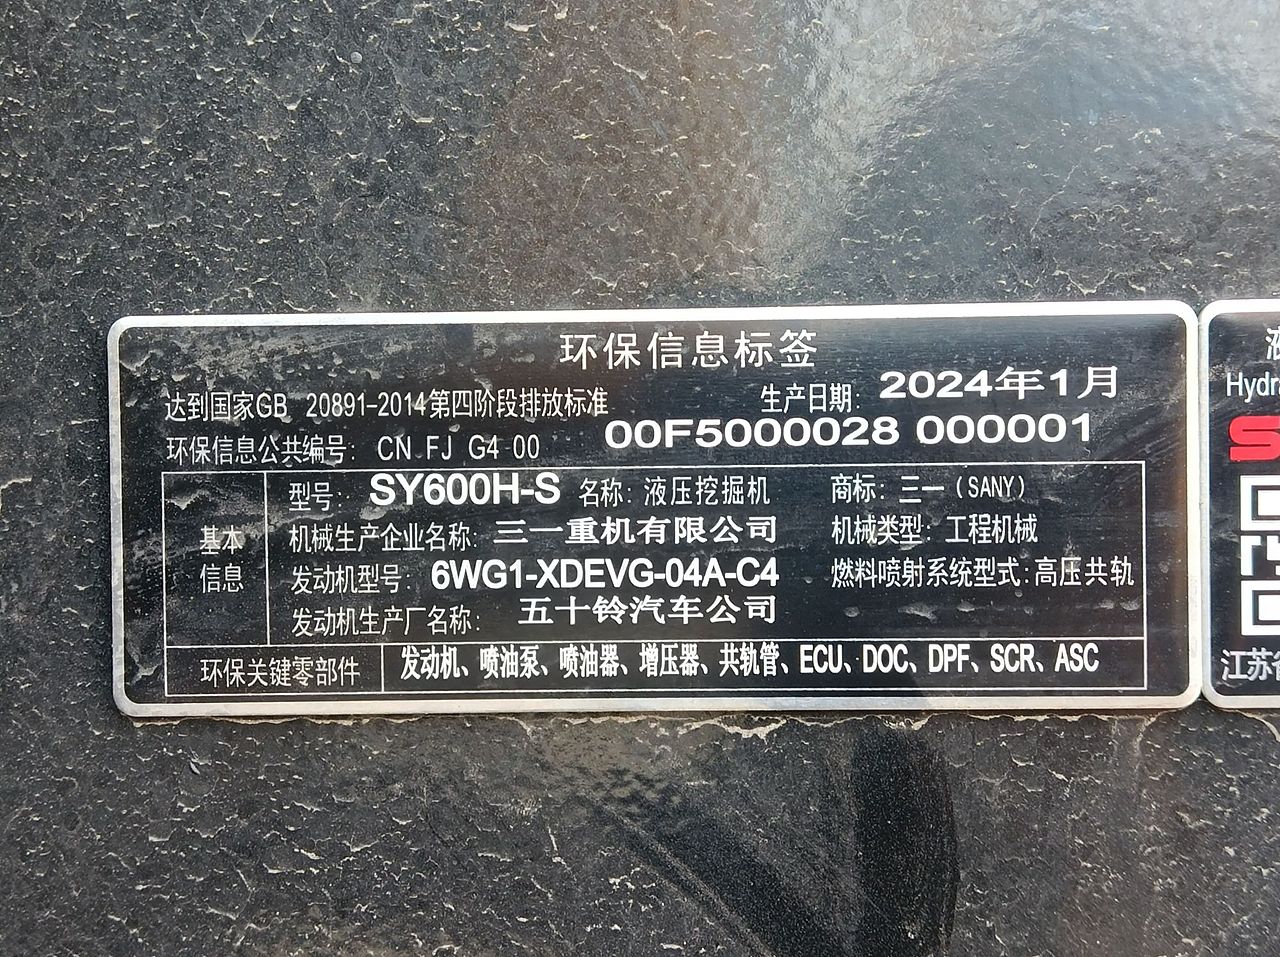 环保信息标签
达到国家GB 20891-2014第四阶段排放标准 生产日期: 2024年1月
环保信息公共编号: CN FJ G4 00 00F5000028 000001
基本信息
型号: SY600H-S 名称: 液压挖掘机 商标: 三一(SANY)
机械生产企业名称: 三一重机有限公司 机械类型: 工程机械
发动机型号: 6WG1-XDEVG-04A-C4 燃料喷射系统型式: 高压共轨
发动机生产厂名称: 五十铃汽车公司
环保关键零部件 发动机、喷油泵、喷油器、增压器、共轨管、ECU、DOC、DPF、SCR、ASC
液
Hydr
S
江苏省